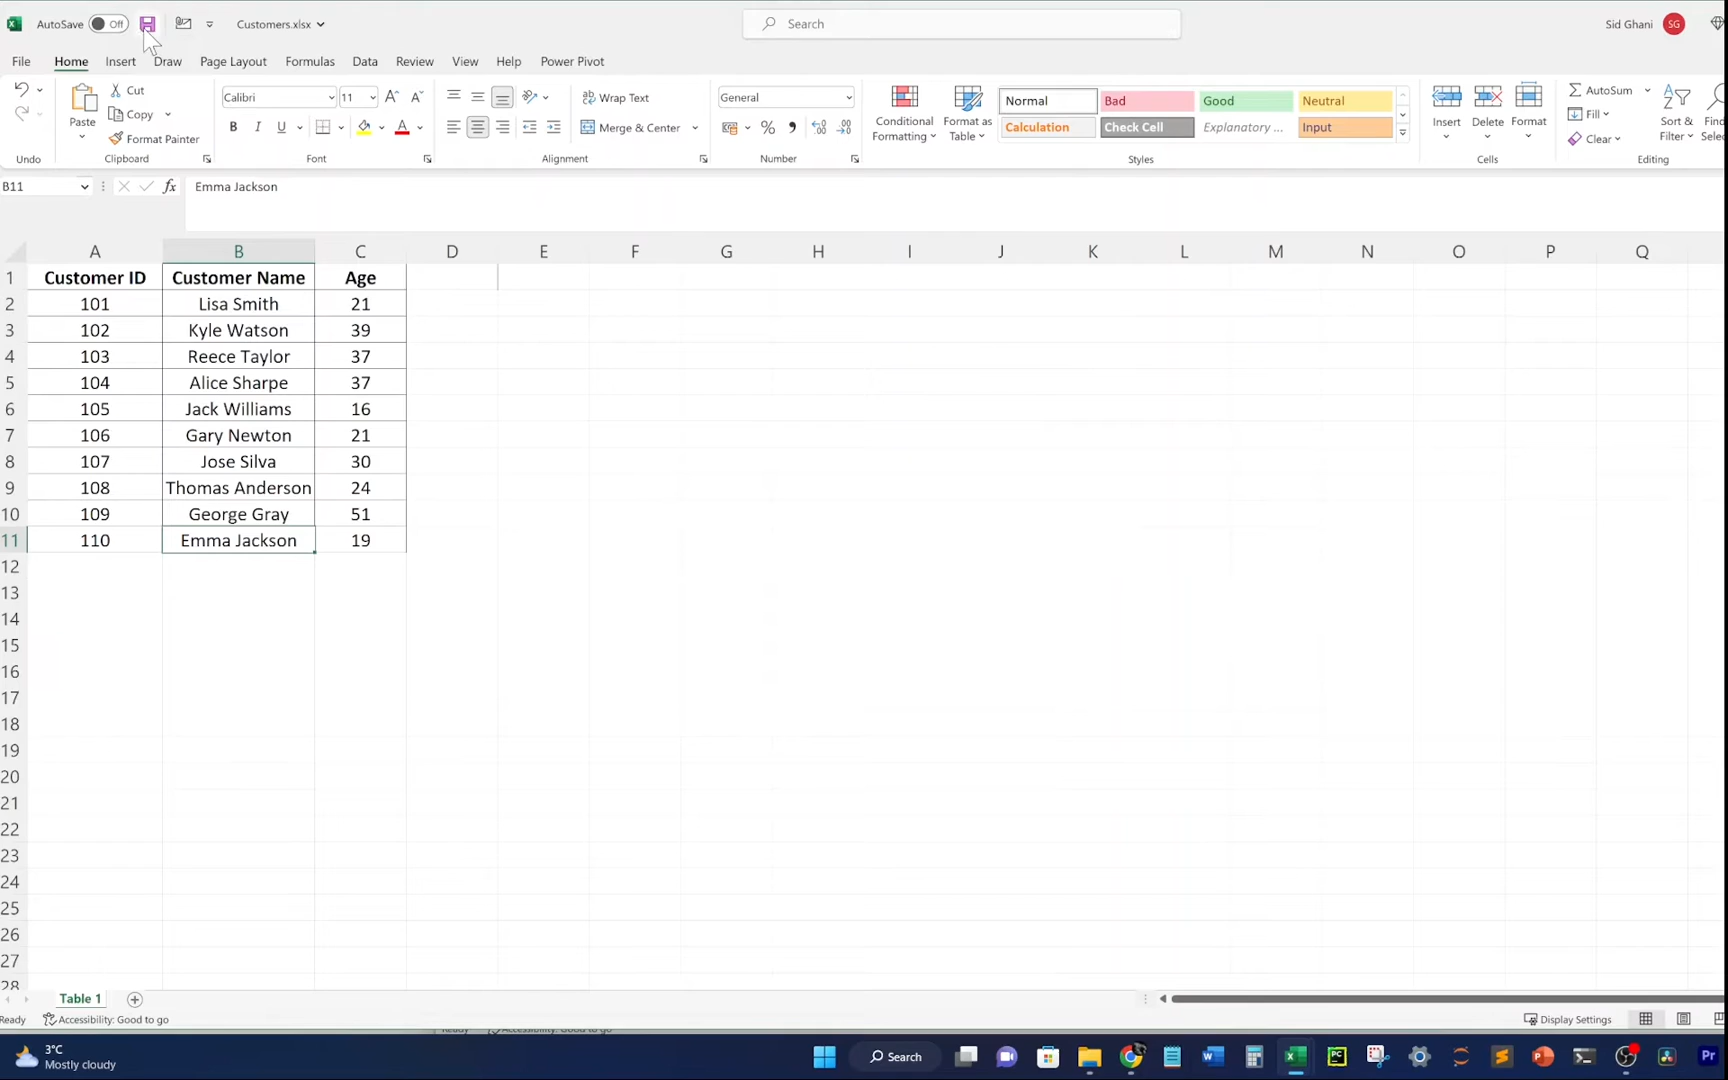 AutoSave Off Customers.xlsx Search Sid Ghani SG
File Home Insert Draw Page Layout Formulas Data Review View Help Power Pivot
Paste Cut Copy Format Painter
Calibri 11 A A
B I U A
Wrap Text
Merge & Center
General
%
Conditional Formatting
Format as Table
Normal Bad Good Neutral
Calculation Check Cell Explanatory ... Input
Insert Delete Format
AutoSum
Fill
Clear
Sort & Filter
Undo Clipboard Font Alignment Number Styles Cells Editing
B11 fx Emma Jackson
A B C D E F G H I J K L M N O P Q
1 Customer ID Customer Name Age
2 101 Lisa Smith 21
3 102 Kyle Watson 39
4 103 Reece Taylor 37
5 104 Alice Sharpe 37
6 105 Jack Williams 16
7 106 Gary Newton 21
8 107 Jose Silva 30
9 108 Thomas Anderson 24
10 109 George Gray 51
11 110 Emma Jackson 19
12
13
14
15
16
17
18
19
20
21
22
23
24
25
26
27
28
Table 1
Ready Accessibility: Good to go Display Settings
3°C
Mostly cloudy
Search